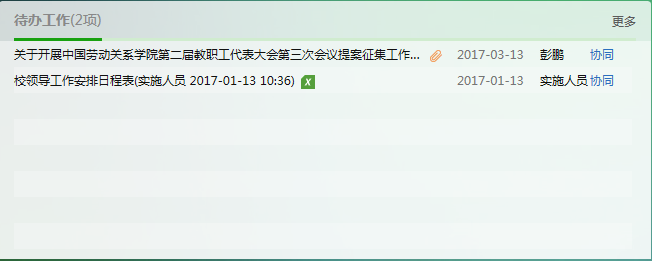 待办工作(2项) 更多
关于开展中国劳动关系学院第二届教职工代表大会第三次会议提案征集工作... 2017-03-13 彭鹏 协同
校领导工作安排日程表(实施人员 2017-01-13 10:36) X 2017-01-13 实施人员 协同